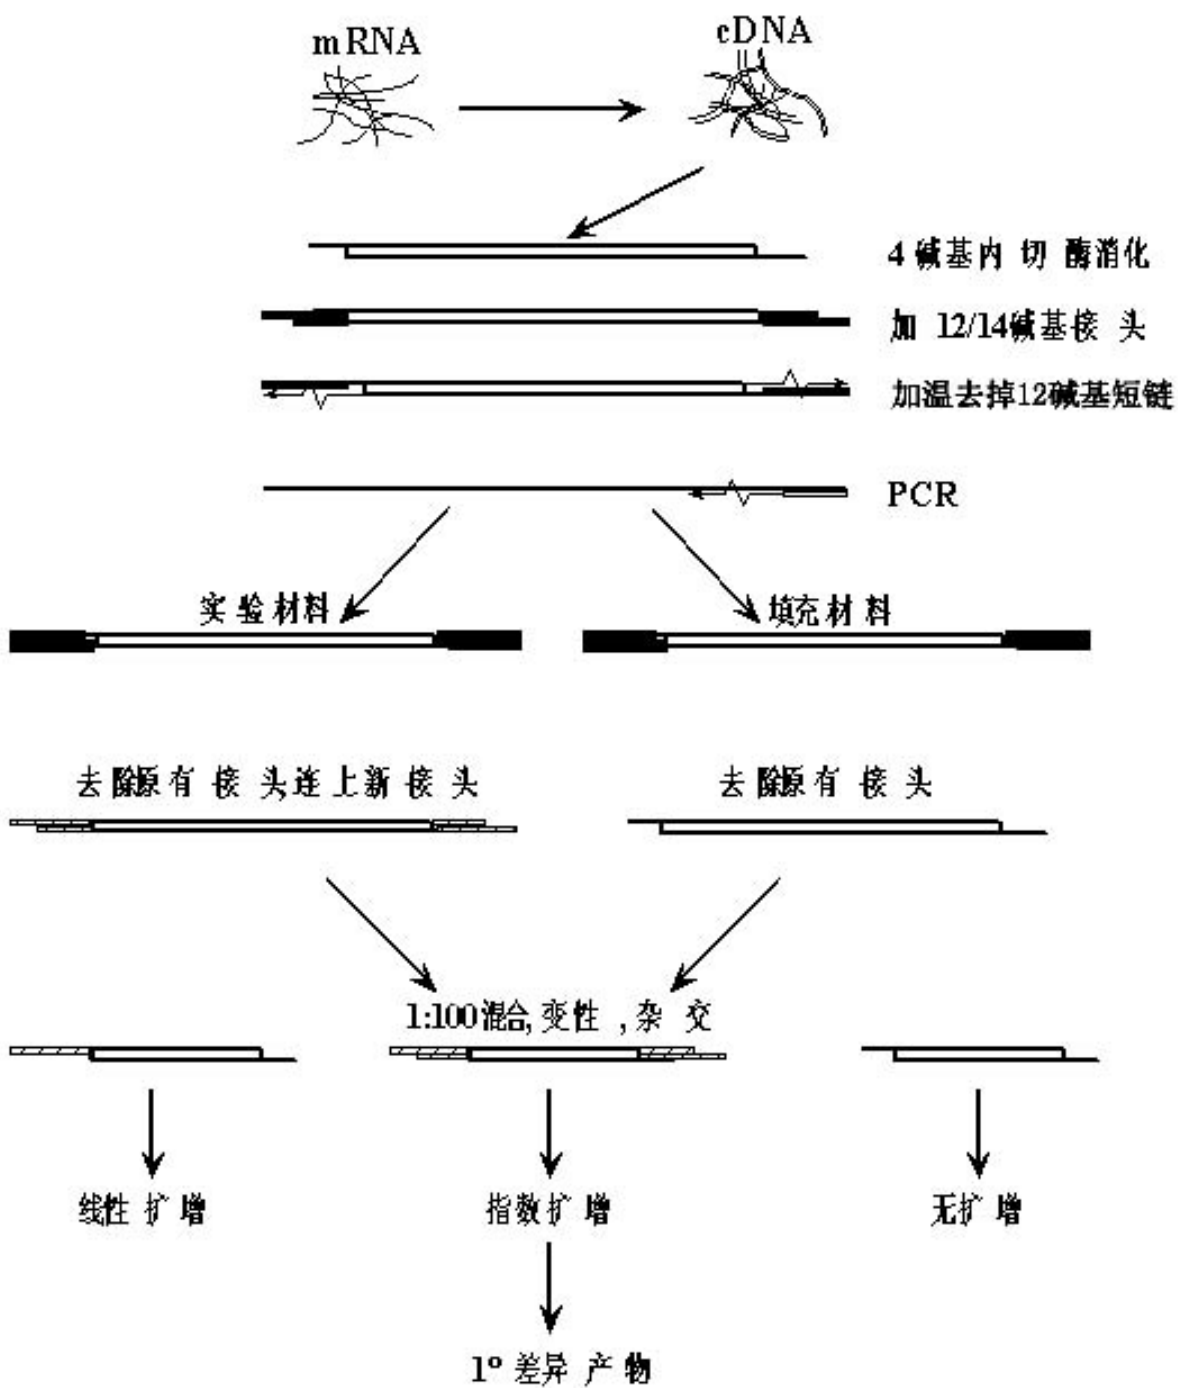 mRNA
cDNA
4碱基内切酶消化
加12/14碱基接头
加温去掉12碱基短链
PCR
实验材料
填充材料
去除原有接头,连上新接头
去除原有接头
1:100混合,变性,杂交
线性扩增
指数扩增
无扩增
1°差异产物